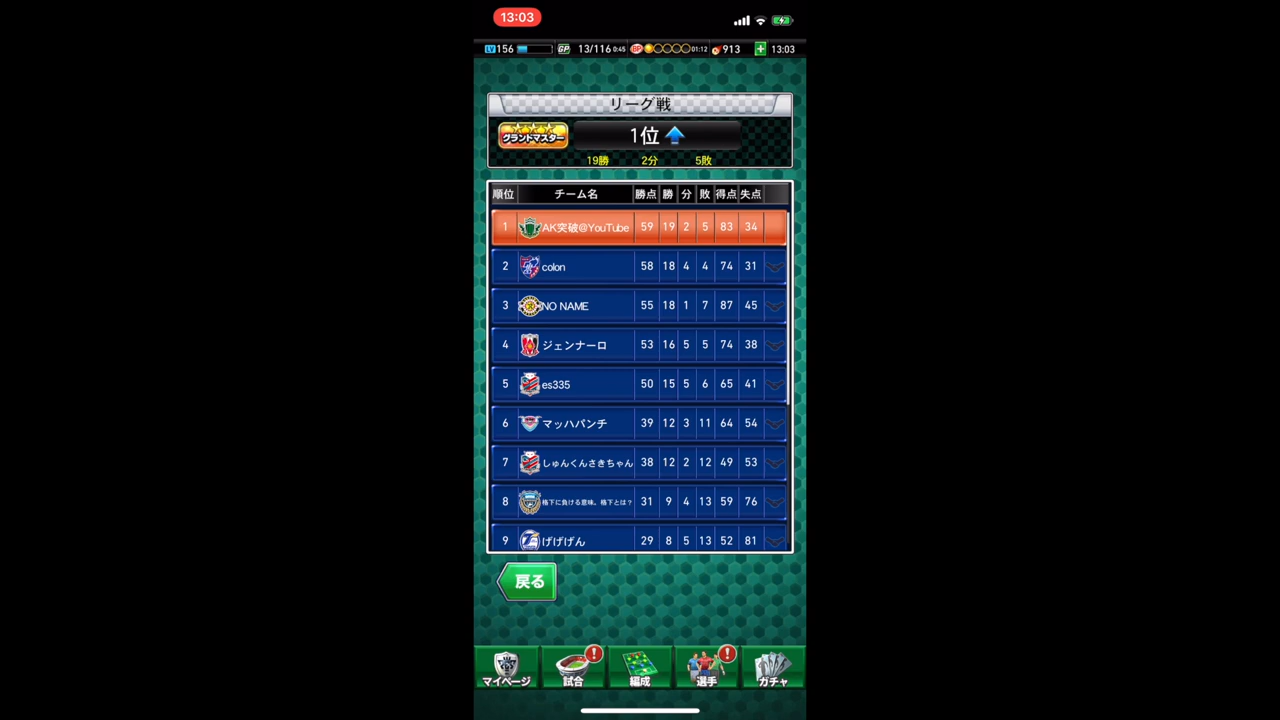 13:03
LV 156 GP 13/116 0:45 BP 01:12 913 13:03
リーグ戦
グランドマスター 1位
19勝 2分 5敗
順位 チーム名 勝点 勝 分 敗 得点 失点
1 AK突破@YouTube 59 19 2 5 83 34
2 colon 58 18 4 4 74 31
3 NO NAME 55 18 1 7 87 45
4 ジェンナーロ 53 16 5 5 74 38
5 es335 50 15 5 6 65 41
6 マッハパンチ 39 12 3 11 64 54
7 しゅんくんさきちゃん 38 12 2 12 49 53
8 格下に負ける意味。格下とは? 31 9 4 13 59 76
9 げげげん 29 8 5 13 52 81
戻る
マイページ 試合 編成 選手 ガチャ